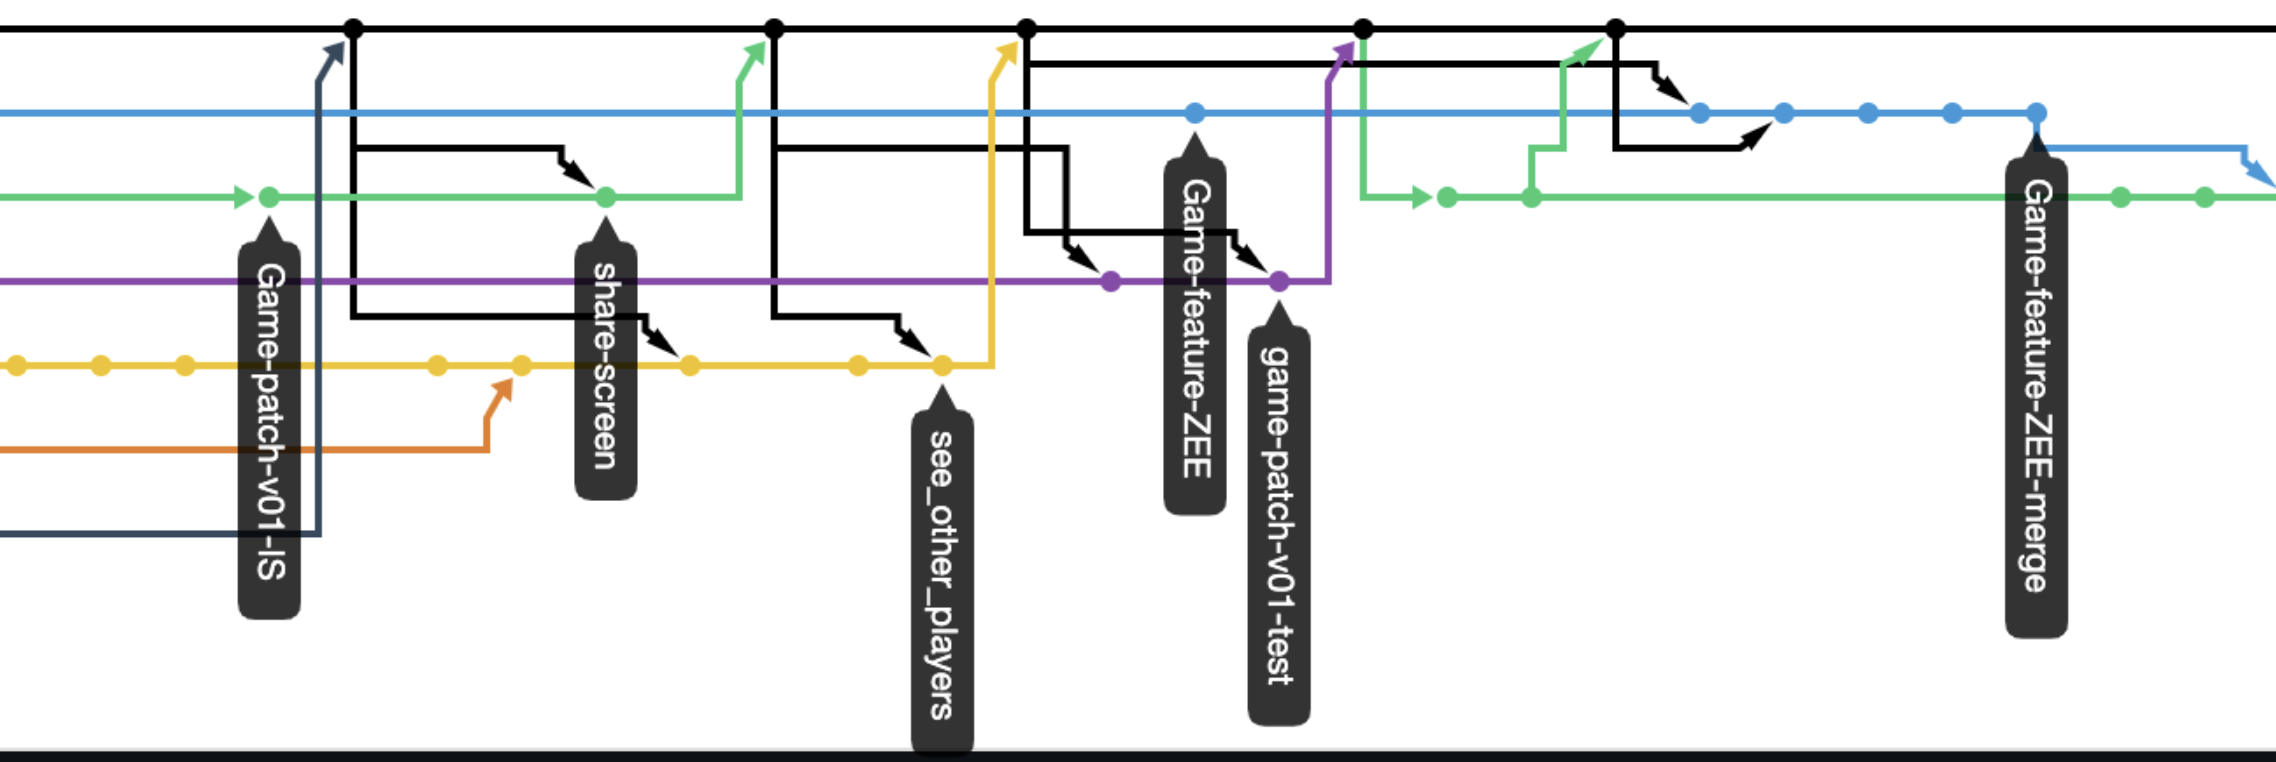 Game-patch-v01-IS
share-screen
see_other_players
Game-feature-ZEE
game-patch-v01-test
Game-feature-ZEE-merge